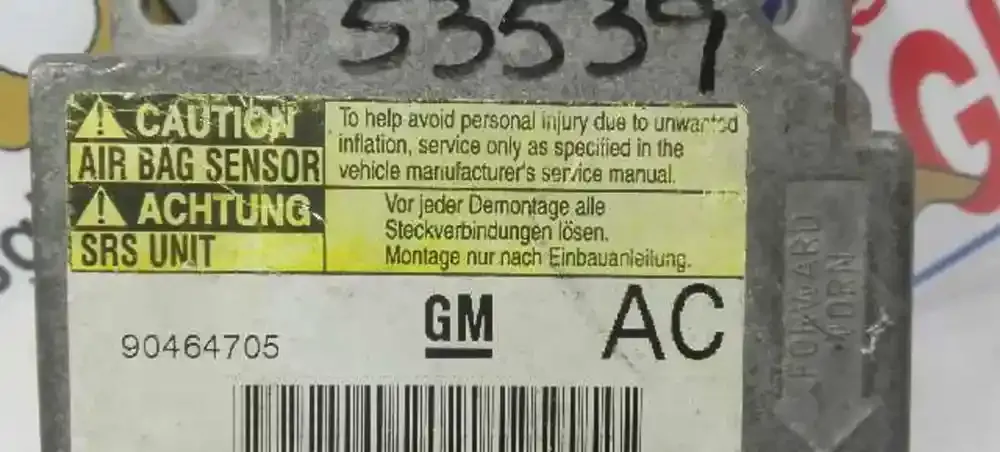 53539
CAUTION
AIR BAG SENSOR
To help avoid personal injury due to unwanted
inflation, service only as specified in the
vehicle manufacturer's service manual.
ACHTUNG
SRS UNIT
Vor jeder Demontage alle
Steckverbindungen lösen.
Montage nur nach Einbauanleitung.
90464705
GM
AC
FORWARD
VORN